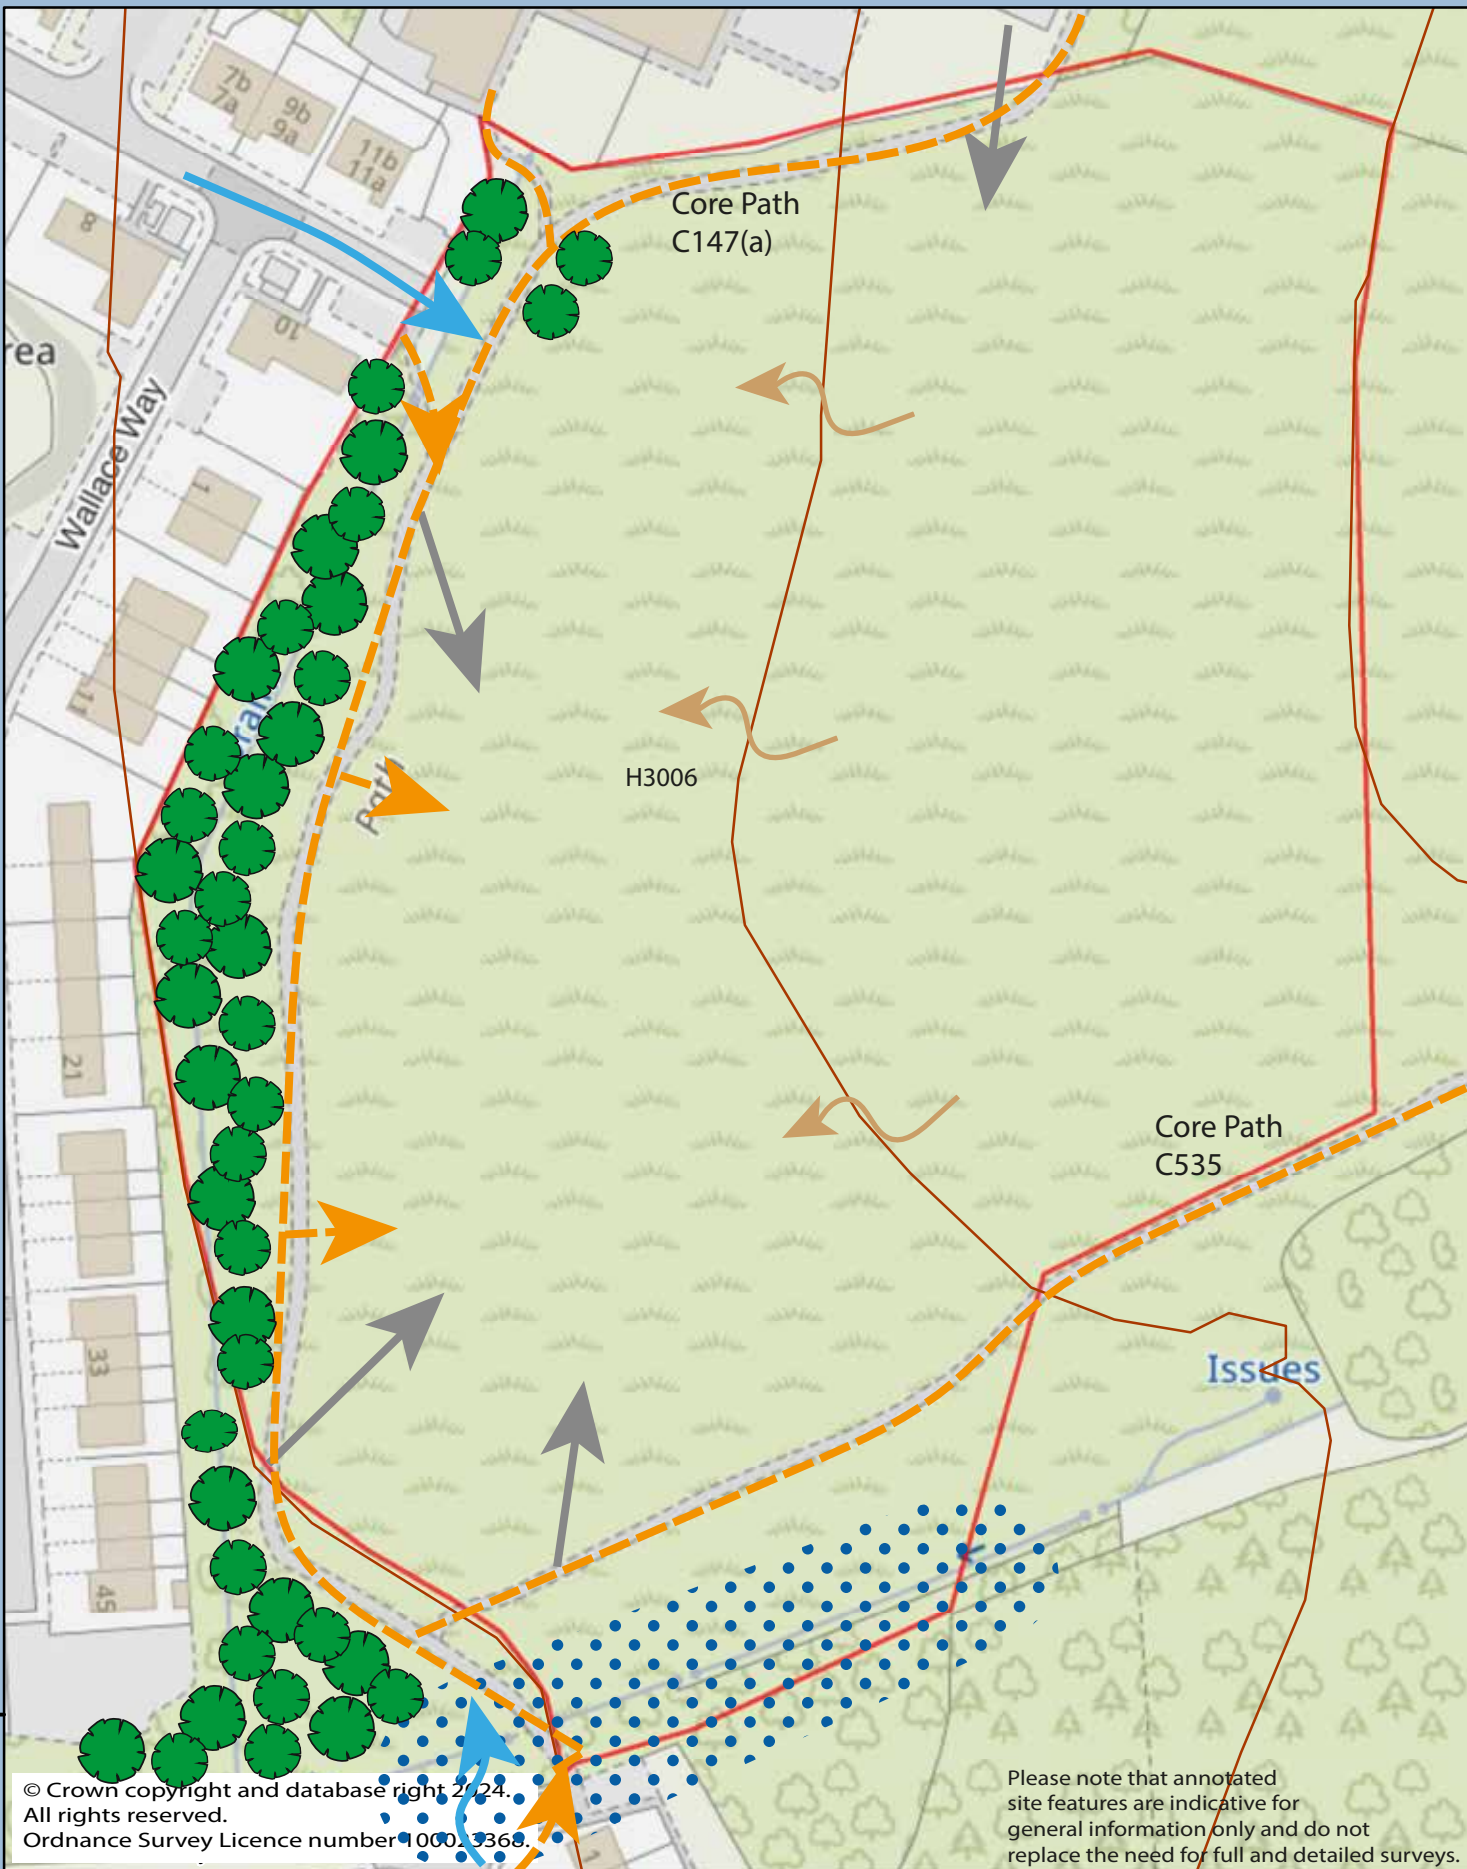 7b
7a
9b
9a
11b
11a
8
10
rea
Wallace Way
1
11
Core Path
C147(a)
H3006
Path
21
33
45
Core Path
C535
Issues
1
© Crown copyright and database right 2024.
All rights reserved.
Please note that annotated
site features are indicative for
general information only and do not
replace the need for full and detailed surveys.
Ordnance Survey Licence number 100023368.